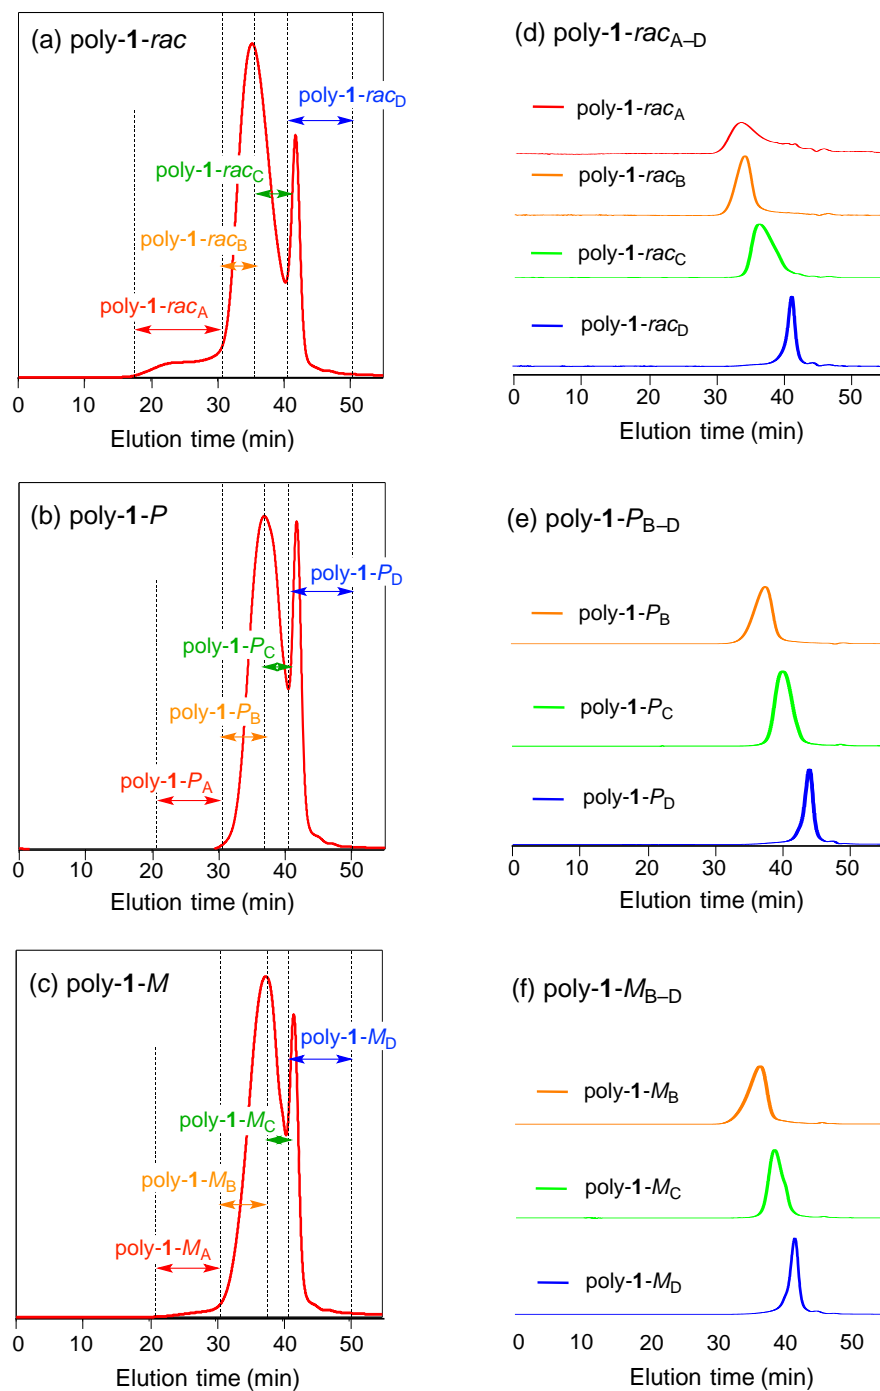 (a) poly-1-rac
poly-1-racD
poly-1-racC
poly-1-racB
poly-1-racA
0 10 20 30 40 50
Elution time (min)
(d) poly-1-racA–D
poly-1-racA
poly-1-racB
poly-1-racC
poly-1-racD
0 10 20 30 40 50
Elution time (min)
(b) poly-1-P
poly-1-PD
poly-1-PC
poly-1-PB
poly-1-PA
0 10 20 30 40 50
Elution time (min)
(e) poly-1-PB–D
poly-1-PB
poly-1-PC
poly-1-PD
0 10 20 30 40 50
Elution time (min)
(c) poly-1-M
poly-1-MD
poly-1-MC
poly-1-MB
poly-1-MA
0 10 20 30 40 50
Elution time (min)
(f) poly-1-MB–D
poly-1-MB
poly-1-MC
poly-1-MD
0 10 20 30 40 50
Elution time (min)